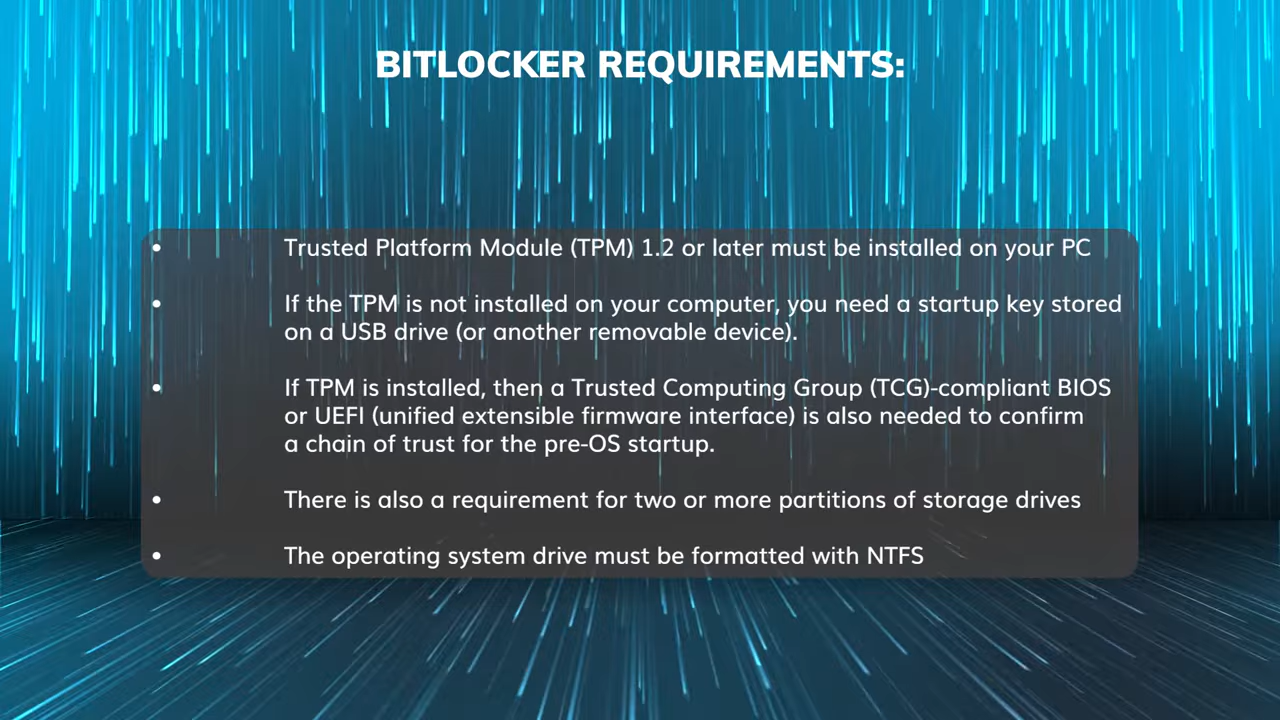 BITLOCKER REQUIREMENTS:
• Trusted Platform Module (TPM) 1.2 or later must be installed on your PC
• If the TPM is not installed on your computer, you need a startup key stored
on a USB drive (or another removable device).
• If TPM is installed, then a Trusted Computing Group (TCG)-compliant BIOS
or UEFI (unified extensible firmware interface) is also needed to confirm
a chain of trust for the pre-OS startup.
• There is also a requirement for two or more partitions of storage drives
• The operating system drive must be formatted with NTFS